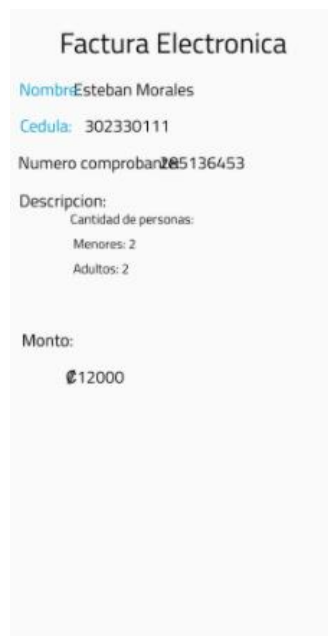 Factura Electronica
Nombre: Esteban Morales
Cedula: 302330111
Numero comprobante: 285136453
Descripcion:
Cantidad de personas:
Menores: 2
Adultos: 2
Monto:
₡12000